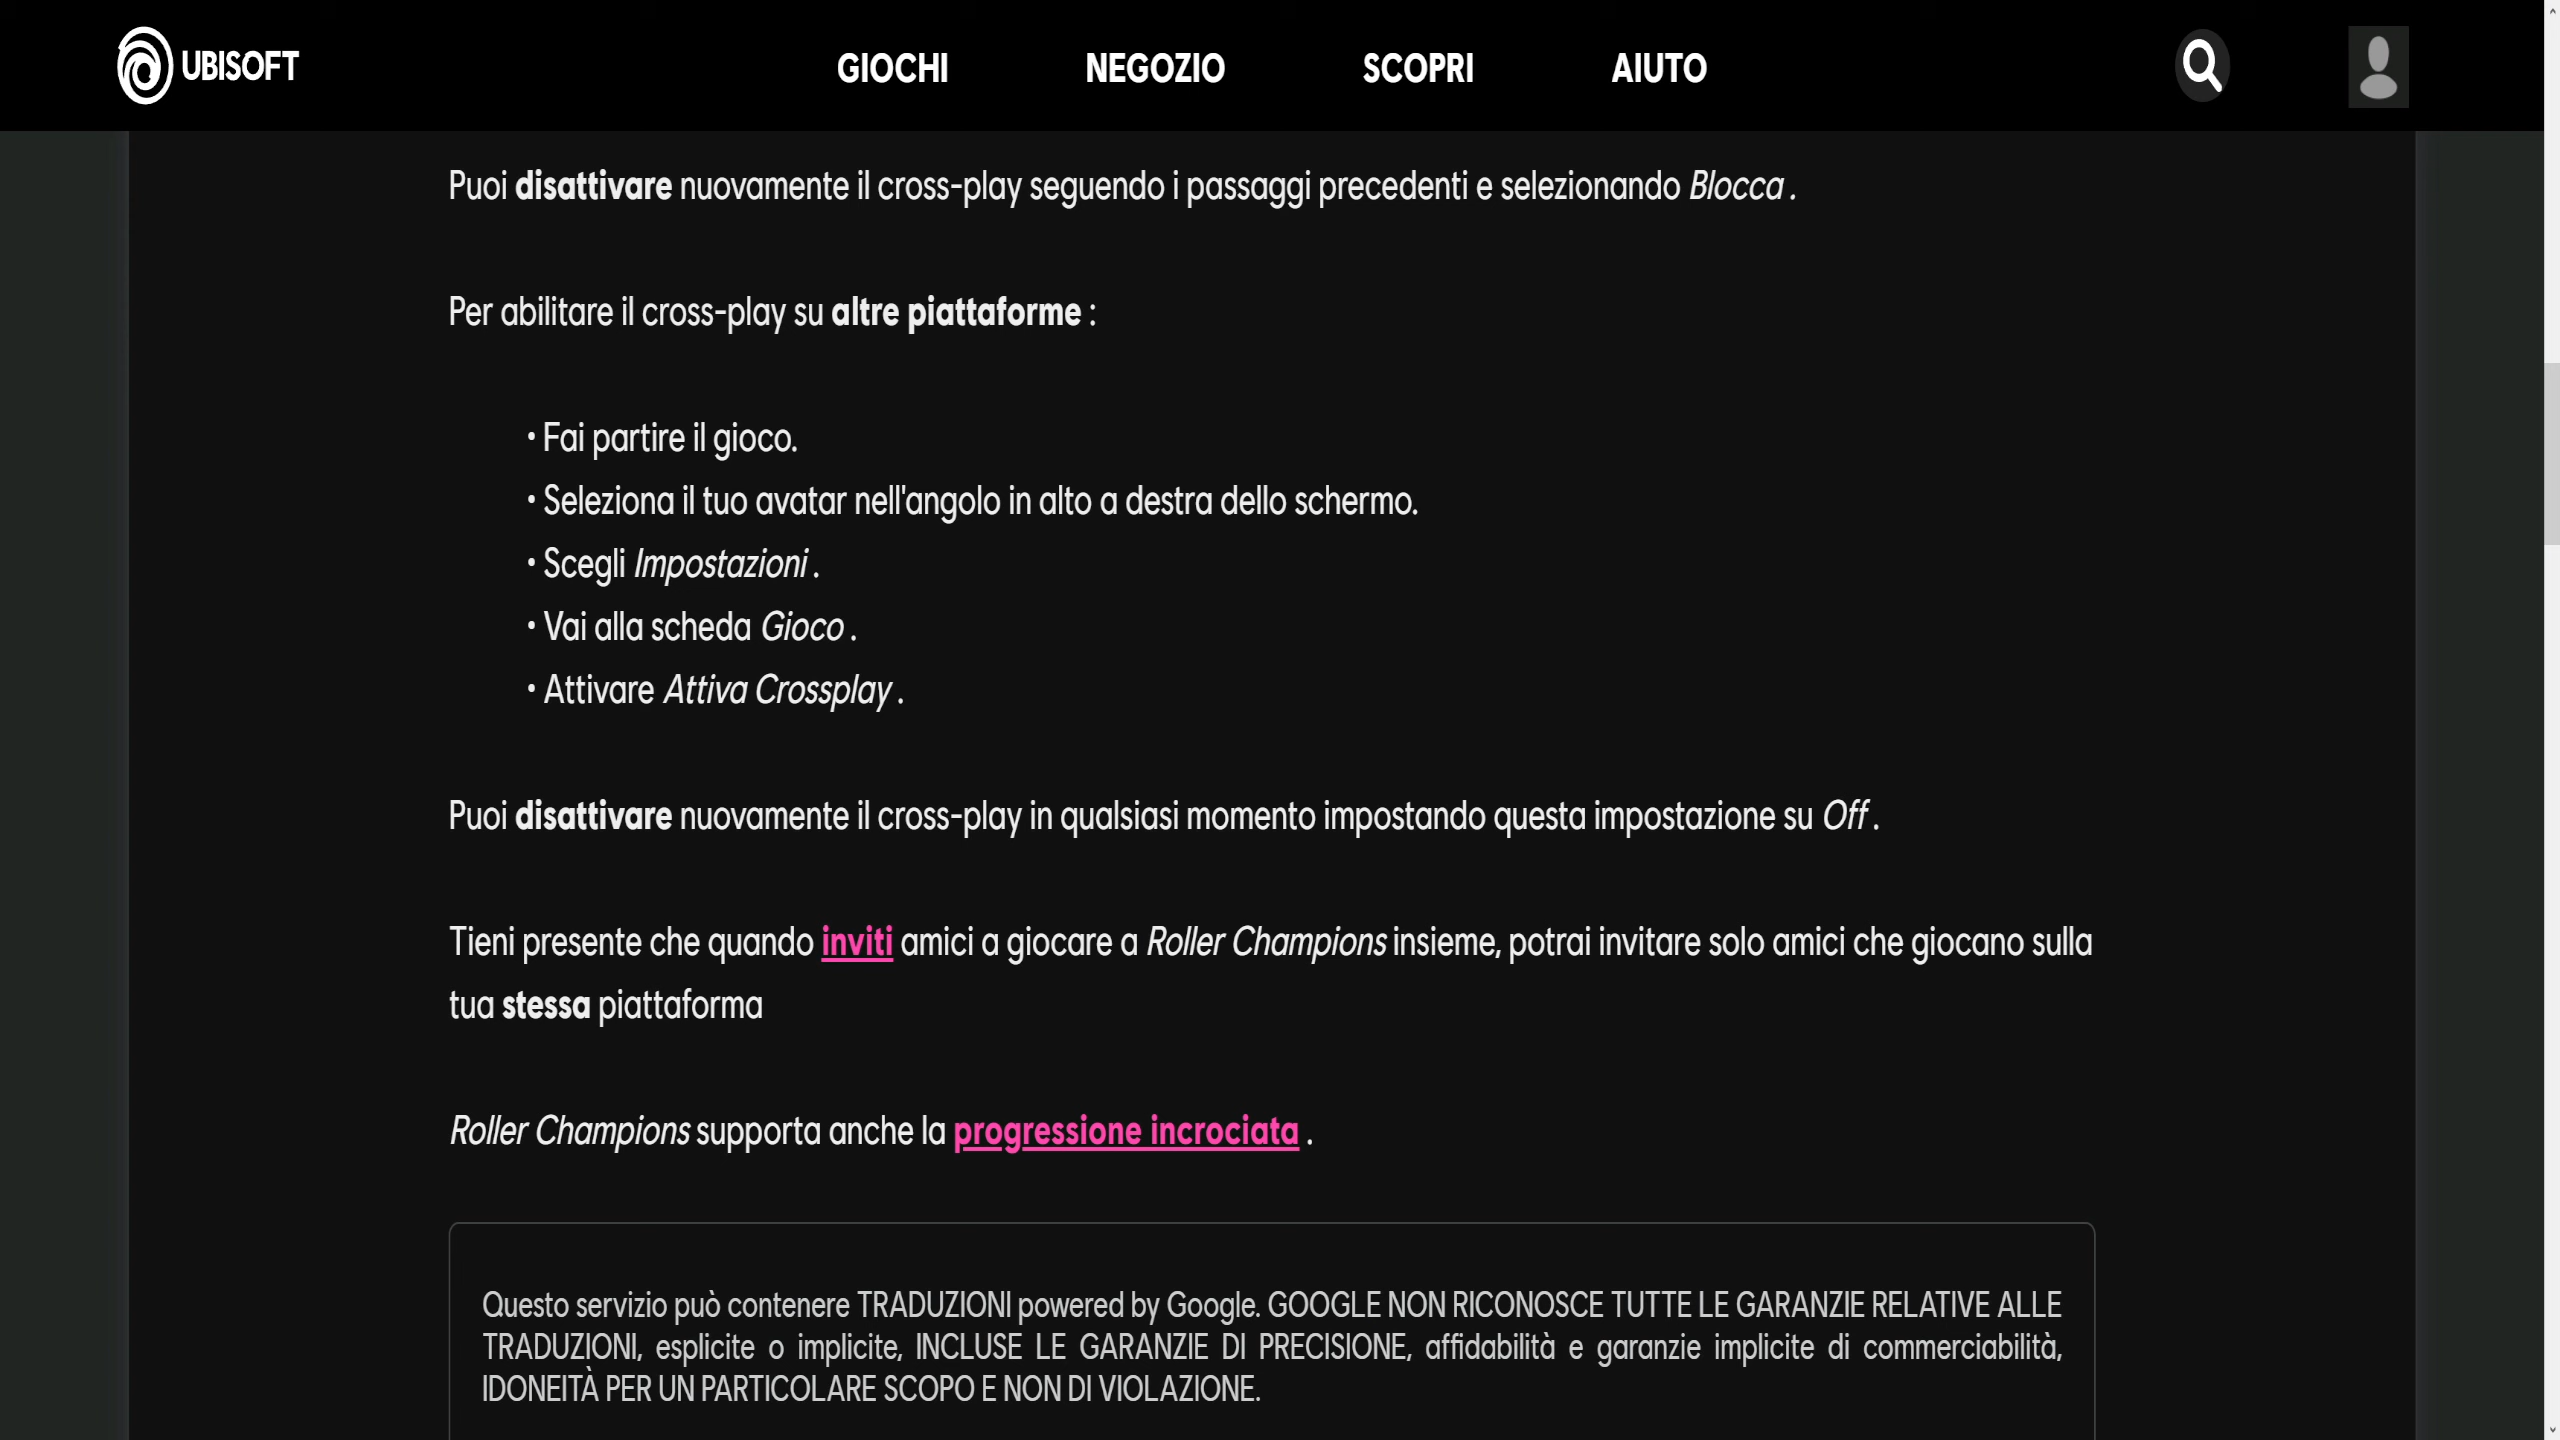 UBISOFT
GIOCHI
NEGOZIO
SCOPRI
AIUTO
Puoi disattivare nuovamente il cross-play seguendo i passaggi precedenti e selezionando Blocca .
Per abilitare il cross-play su altre piattaforme :
• Fai partire il gioco.
• Seleziona il tuo avatar nell'angolo in alto a destra dello schermo.
• Scegli Impostazioni .
• Vai alla scheda Gioco .
• Attivare Attiva Crossplay .
Puoi disattivare nuovamente il cross-play in qualsiasi momento impostando questa impostazione su Off .
Tieni presente che quando inviti amici a giocare a Roller Champions insieme, potrai invitare solo amici che giocano sulla
tua stessa piattaforma
Roller Champions supporta anche la progressione incrociata .
Questo servizio può contenere TRADUZIONI powered by Google. GOOGLE NON RICONOSCE TUTTE LE GARANZIE RELATIVE ALLE
TRADUZIONI, esplicite o implicite, INCLUSE LE GARANZIE DI PRECISIONE, affidabilità e garanzie implicite di commerciabilità,
IDONEITÀ PER UN PARTICOLARE SCOPO E NON DI VIOLAZIONE.